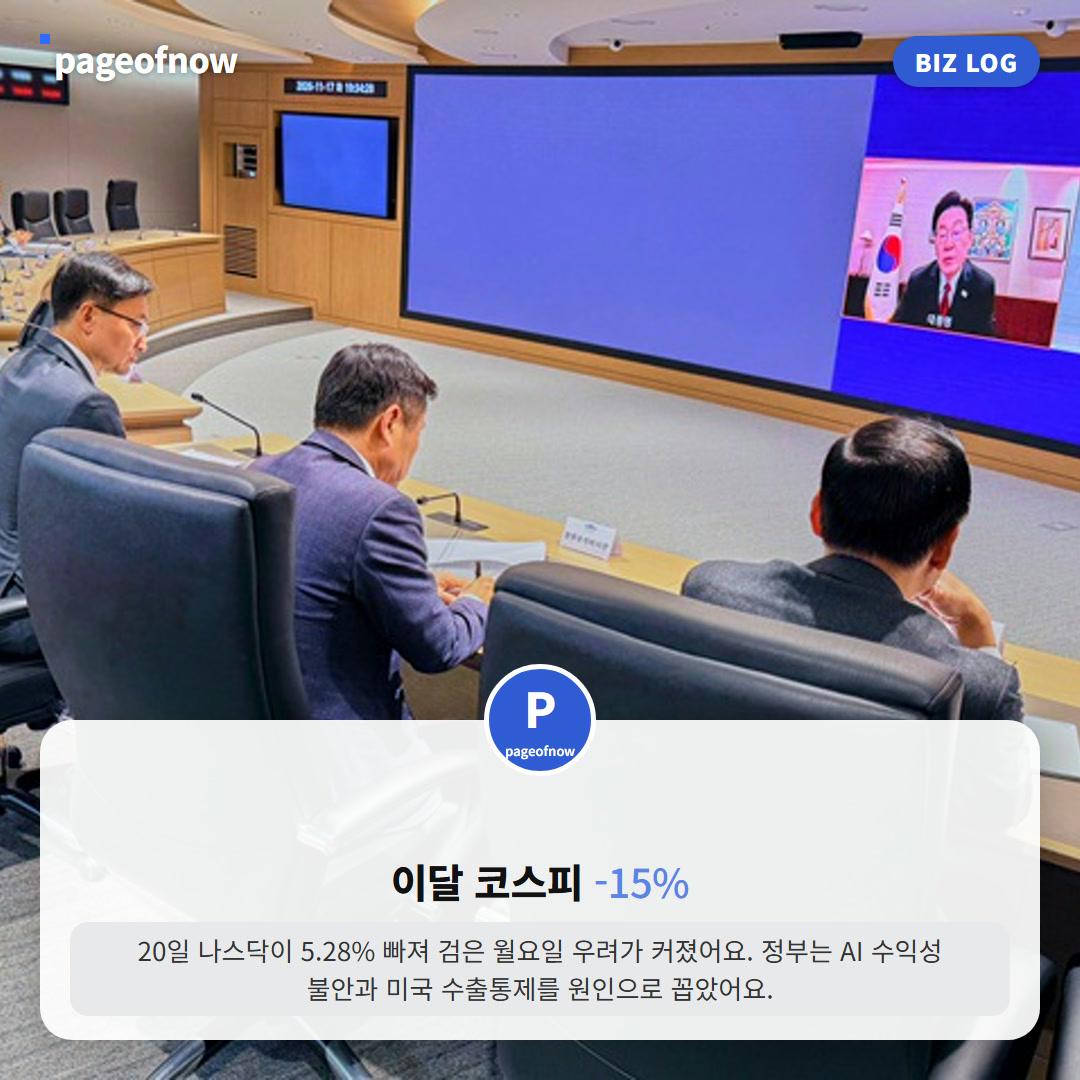 pageofnow
BIZ LOG
P
pageofnow
이달 코스피 -15%
20일 나스닥이 5.28% 빠져 검은 월요일 우려가 커졌어요. 정부는 AI 수익성
불안과 미국 수출통제를 원인으로 꼽았어요.